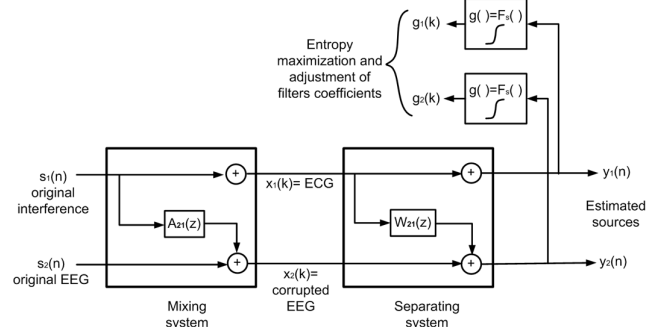 g₁(k)
g( )=Fₛ( )
Entropy
maximization and
adjustment of
filters coefficients
g₂(k)
g( )=Fₛ( )
s₁(n)
original
interference
+
x₁(k)= ECG
+
y₁(n)
A₂₁(z)
W₂₁(z)
Estimated
sources
s₂(n)
original EEG
+
x₂(k)=
corrupted
EEG
+
y₂(n)
Mixing
system
Separating
system